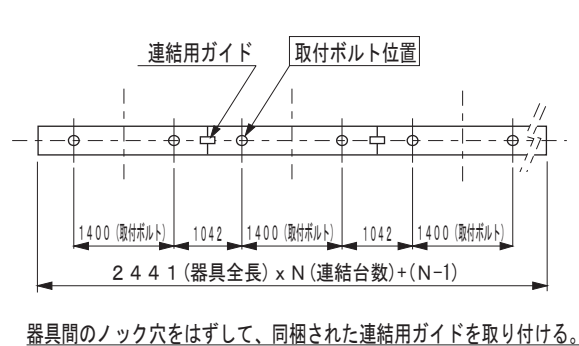 連結用ガイド
取付ボルト位置
1400(取付ボルト)
1042
1400(取付ボルト)
1042
1400(取付ボルト)
2441(器具全長)xN(連結台数)+(N-1)
器具間のノック穴をはずして、同梱された連結用ガイドを取り付ける。